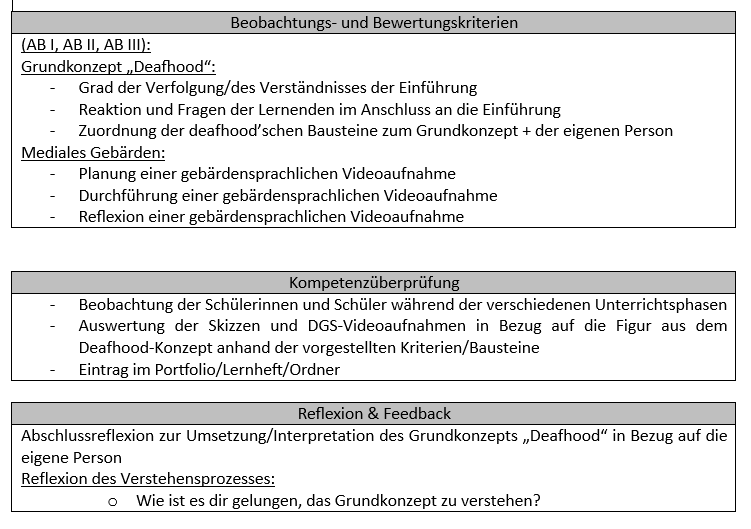 Beobachtungs- und Bewertungskriterien
(AB I, AB II, AB III):
Grundkonzept „Deafhood“:
- Grad der Verfolgung/des Verständnisses der Einführung
- Reaktion und Fragen der Lernenden im Anschluss an die Einführung
- Zuordnung der deafhood’schen Bausteine zum Grundkonzept + der eigenen Person
Mediales Gebärden:
- Planung einer gebärdensprachlichen Videoaufnahme
- Durchführung einer gebärdensprachlichen Videoaufnahme
- Reflexion einer gebärdensprachlichen Videoaufnahme
Kompetenzüberprüfung
- Beobachtung der Schülerinnen und Schüler während der verschiedenen Unterrichtsphasen
- Auswertung der Skizzen und DGS-Videoaufnahmen in Bezug auf die Figur aus dem
Deafhood-Konzept anhand der vorgestellten Kriterien/Bausteine
- Eintrag im Portfolio/Lernheft/Ordner
Reflexion & Feedback
Abschlussreflexion zur Umsetzung/Interpretation des Grundkonzepts „Deafhood“ in Bezug auf die
eigene Person
Reflexion des Verstehensprozesses:
o Wie ist es dir gelungen, das Grundkonzept zu verstehen?